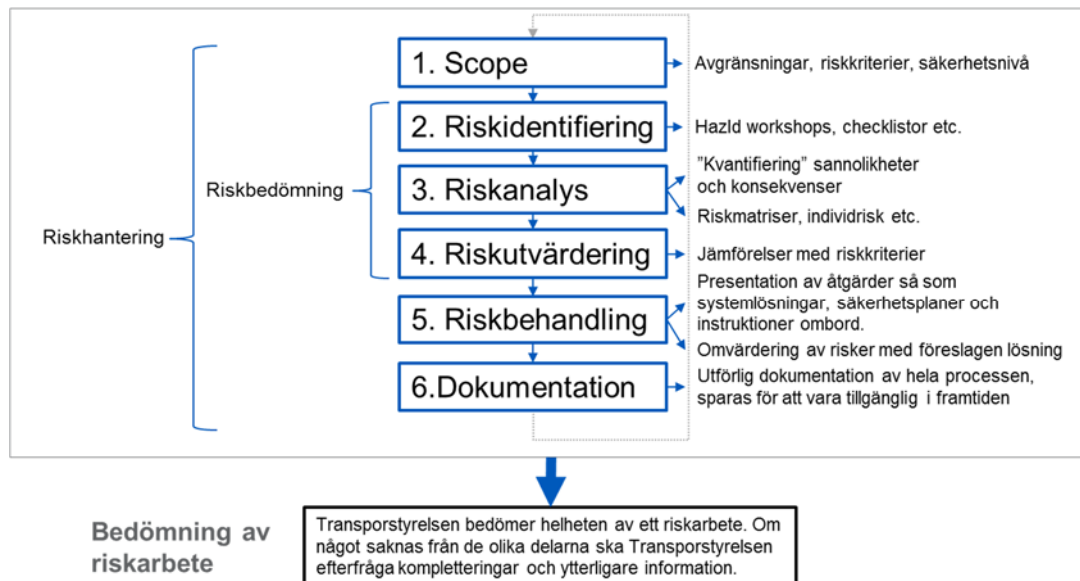 1. Scope
Avgränsningar, riskkriterier, säkerhetsnivå
2. Riskidentifiering
HazId workshops, checklistor etc.
Riskbedömning
3. Riskanalys
"Kvantifiering" sannolikheter
och konsekvenser
Riskmatriser, individrisk etc.
Riskhantering
4. Riskutvärdering
Jämförelser med riskkriterier
5. Riskbehandling
Presentation av åtgärder så som
systemlösningar, säkerhetsplaner och
instruktioner ombord.
Omvärdering av risker med föreslagen lösning
6.Dokumentation
Utförlig dokumentation av hela processen,
sparas för att vara tillgänglig i framtiden
Bedömning av
riskarbete
Transporstyrelsen bedömer helheten av ett riskarbete. Om
något saknas från de olika delarna ska Transporstyrelsen
efterfråga kompletteringar och ytterligare information.